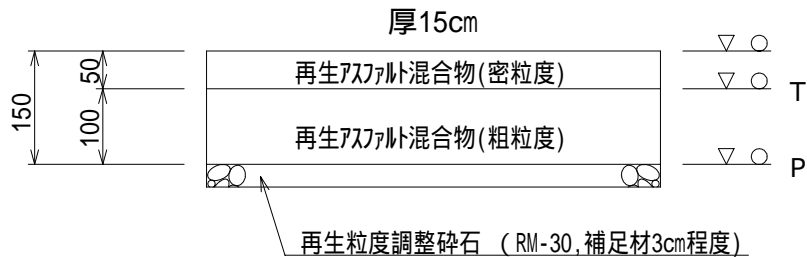 厚15cm
再生アスファルト混合物(密粒度)
50
T
150
100
再生アスファルト混合物(粗粒度)
P
再生粒度調整砕石 (RM-30,補足材3cm程度)